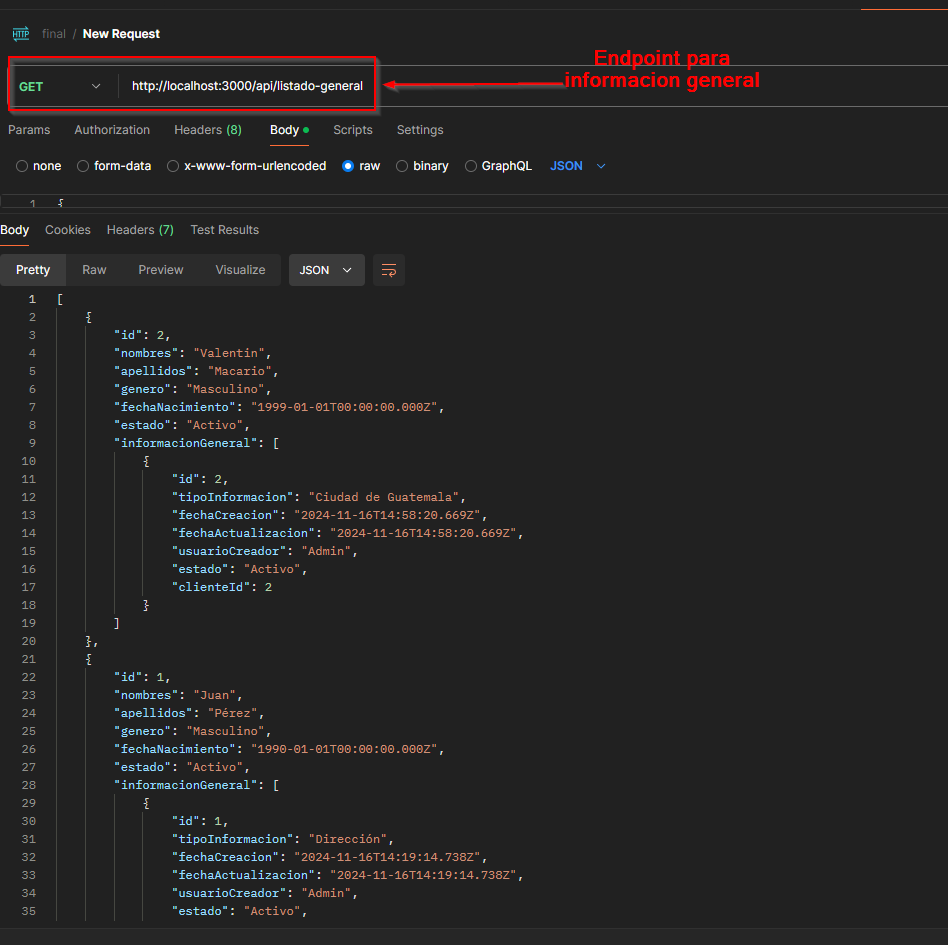 HTTP final / New Request
Endpoint para
informacion general
GET http://localhost:3000/api/listado-general
Params Authorization Headers (8) Body Scripts Settings
none form-data x-www-form-urlencoded raw binary GraphQL JSON
1 {
Body Cookies Headers (7) Test Results
Pretty Raw Preview Visualize JSON
1 [
2 {
3 "id": 2,
4 "nombres": "Valentin",
5 "apellidos": "Macario",
6 "genero": "Masculino",
7 "fechaNacimiento": "1999-01-01T00:00:00.000Z",
8 "estado": "Activo",
9 "informacionGeneral": [
10 {
11 "id": 2,
12 "tipoInformacion": "Ciudad de Guatemala",
13 "fechaCreacion": "2024-11-16T14:58:20.669Z",
14 "fechaActualizacion": "2024-11-16T14:58:20.669Z",
15 "usuarioCreador": "Admin",
16 "estado": "Activo",
17 "clienteId": 2
18 }
19 ]
20 },
21 {
22 "id": 1,
23 "nombres": "Juan",
24 "apellidos": "Pérez",
25 "genero": "Masculino",
26 "fechaNacimiento": "1990-01-01T00:00:00.000Z",
27 "estado": "Activo",
28 "informacionGeneral": [
29 {
30 "id": 1,
31 "tipoInformacion": "Dirección",
32 "fechaCreacion": "2024-11-16T14:19:14.738Z",
33 "fechaActualizacion": "2024-11-16T14:19:14.738Z",
34 "usuarioCreador": "Admin",
35 "estado": "Activo",